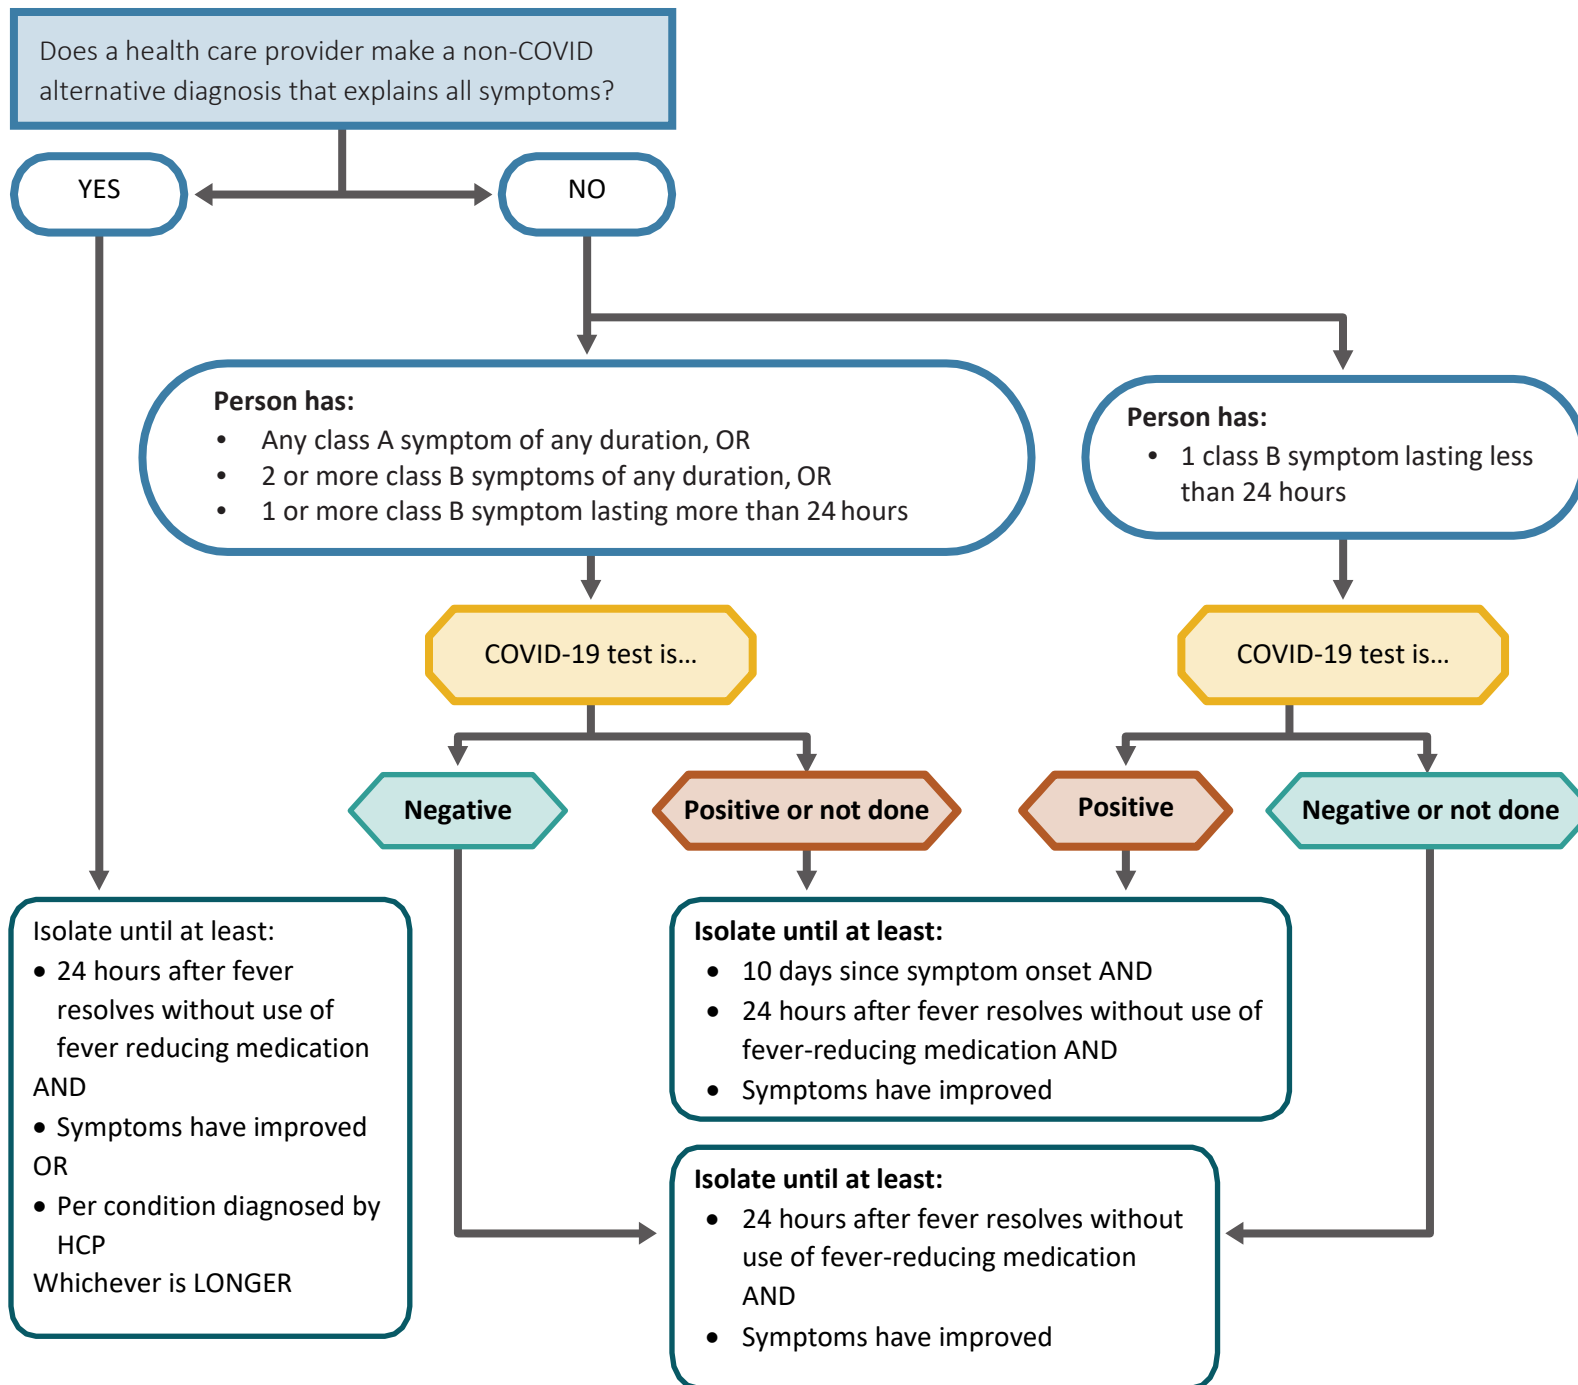 Does a health care provider make a non-COVID
alternative diagnosis that explains all symptoms?
YES
NO
Person has:
• Any class A symptom of any duration, OR
• 2 or more class B symptoms of any duration, OR
• 1 or more class B symptom lasting more than 24 hours
Person has:
• 1 class B symptom lasting less
than 24 hours
COVID-19 test is…
COVID-19 test is…
Negative
Positive or not done
Positive
Negative or not done
Isolate until at least:
• 24 hours after fever
resolves without use of
fever reducing medication
AND
• Symptoms have improved
OR
• Per condition diagnosed by
HCP
Whichever is LONGER
Isolate until at least:
• 10 days since symptom onset AND
• 24 hours after fever resolves without use of
fever-reducing medication AND
• Symptoms have improved
Isolate until at least:
• 24 hours after fever resolves without
use of fever-reducing medication
AND
• Symptoms have improved